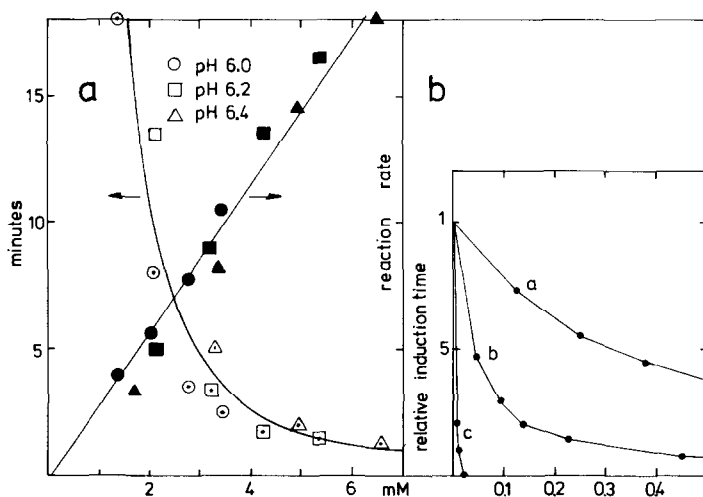 a
pH 6.0
pH 6.2
pH 6.4
15
10
5
minutes
2
4
6
mM
reaction rate
b
1
5
relative induction time
a
b
c
0.1
0.2
0.3
0.4